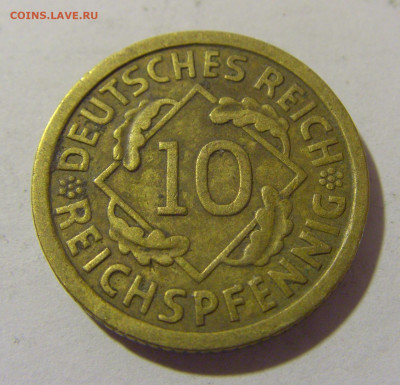 COINS.LAVE.RU
DEUTSCHES REICH
10
REICHSPFENNIG